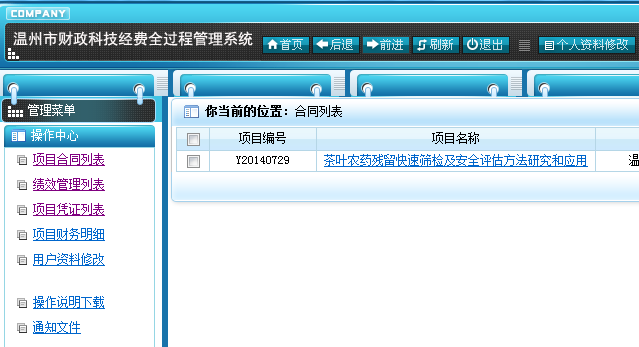 COMPANY
温州市财政科技经费全过程管理系统 首页 后退 前进 刷新 退出 个人资料修改
管理菜单
操作中心
项目合同列表
绩效管理列表
项目凭证列表
项目财务明细
用户资料修改
操作说明下载
通知文件
你当前的位置：合同列表
项目编号 项目名称
Y20140729 茶叶农药残留快速筛检及安全评估方法研究和应用 温